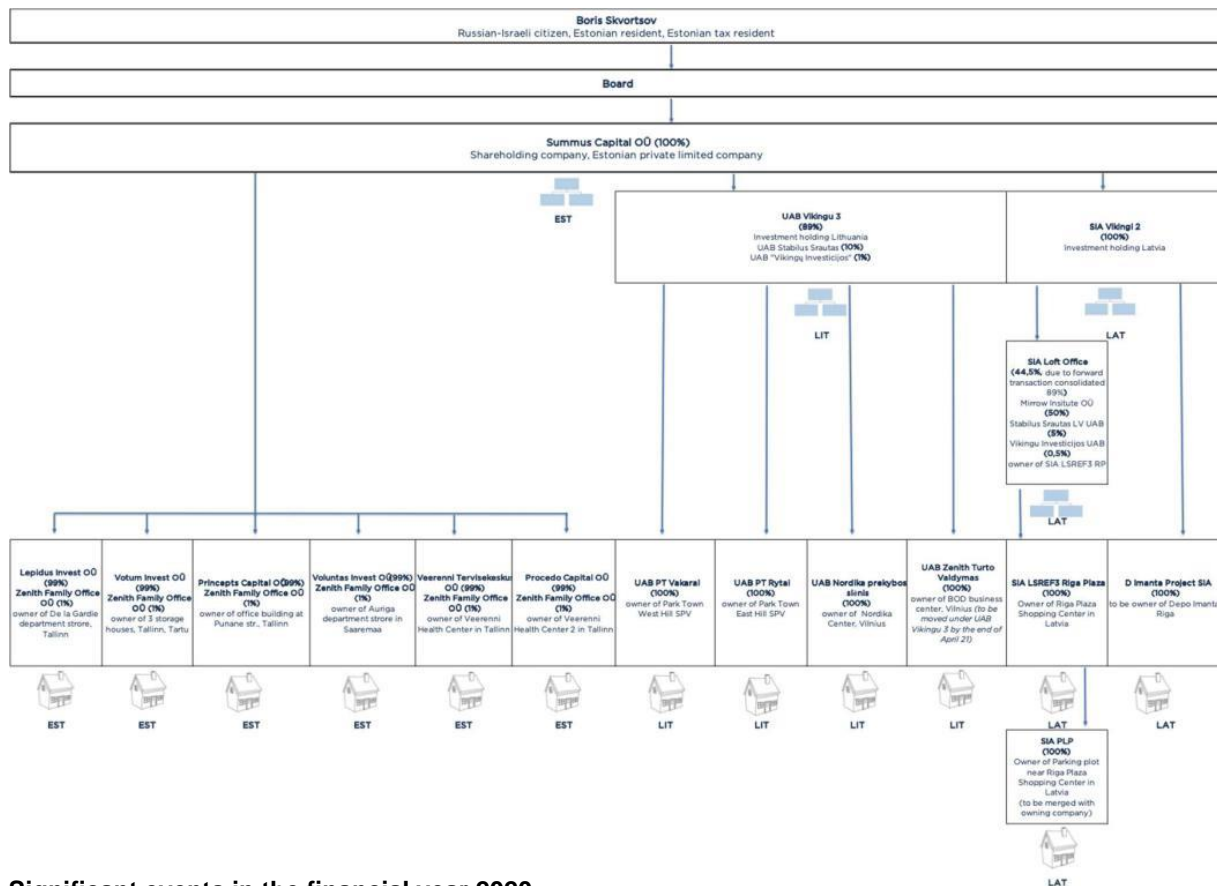 Boris Skvortsov
Russian-Israeli citizen, Estonian resident, Estonian tax resident
Board
Summus Capital OÜ (100%)
Shareholding company, Estonian private limited company
EST
UAB Vikingu 3
(89%)
Investment holding Lithuania
UAB Stabilus Srautas (10%)
UAB "Vikingų Investicijos" (1%)
SIA Vikingi 2
(100%)
Investment holding Latvia
LIT
LAT
SIA Loft Office
(44,5%, due to forward
transaction consolidated
89%)
Mirrow Insitute OÜ
(50%)
Stabilus Srautas LV UAB
(5%)
Vikingu Investicijos UAB
(0,5%)
owner of SIA LSREF3 RP
LAT
Lepidus Invest OÜ
(99%)
Zenith Family Office
OÜ (1%)
owner of De la Gardie
department strore,
Tallinn
Votum Invest OÜ
(99%)
Zenith Family Office
OÜ (1%)
owner of 3 storage
houses, Tallinn, Tartu
Princepts Capital OÜ(99%)
Zenith Family Office OÜ
(1%)
owner of office building at
Punane str., Tallinn
Voluntas Invest OÜ(99%)
Zenith Family Office OÜ
(1%)
owner of Auriga
department strore in
Saaremaa
Veerenni Tervisekeskus
OÜ (99%)
Zenith Family Office
OÜ (1%)
owner of Veerenni
Health Center in Tallinn
Procedo Capital OÜ
(99%)
Zenith Family Office OÜ
(1%)
owner of Veerenni
Health Center 2 in Tallinn
UAB PT Vakarai
(100%)
owner of Park Town
West Hill SPV
UAB PT Rytai
(100%)
owner of Park Town
East Hill SPV
UAB Nordika prekybos
slenis
(100%)
owner of Nordika
Center, Vilnius
UAB Zenith Turto
Valdymas
(100%)
owner of BOD business
center, Vilnius (to be
moved under UAB
Vikingu 3 by the end of
April 21)
SIA LSREF3 Riga Plaza
(100%)
Owner of Riga Plaza
Shopping Center in
Latvia
D Imanta Project SIA
(100%)
to be owner of Depo Imanta,
Riga
EST
EST
EST
EST
EST
EST
LIT
LIT
LIT
LIT
LAT
LAT
SIA PLP
(100%)
Owner of Parking plot
near Riga Plaza
Shopping Center in
Latvia
(to be merged with
owning company)
LAT
Significant events in the financial year 2020